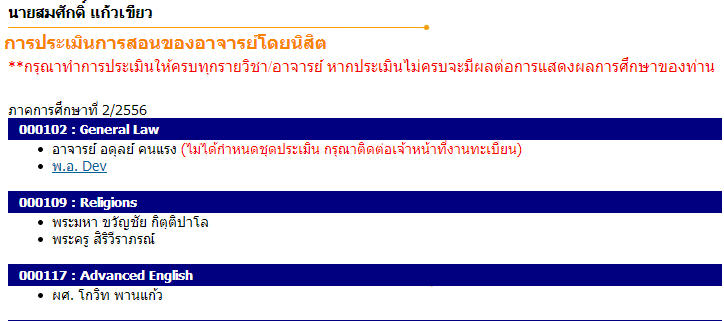 นายสมศักดิ์ แก้วเขียว
การประเมินการสอนของอาจารย์โดยนิสิต
**กรุณาทำการประเมินให้ครบทุกรายวิชา/อาจารย์ หากประเมินไม่ครบจะมีผลต่อการแสดงผลการศึกษาของท่าน
ภาคการศึกษาที่ 2/2556
000102 : General Law
อาจารย์ อดุลย์ คนแรง (ไม่ได้กำหนดชุดประเมิน กรุณาติดต่อเจ้าหน้าที่งานทะเบียน)
พ.อ. Dev
000109 : Religions
พระมหา ขวัญชัย กิตฺติปาโล
พระครู สิริวีราภรณ์
000117 : Advanced English
ผศ. โกวิท พานแก้ว